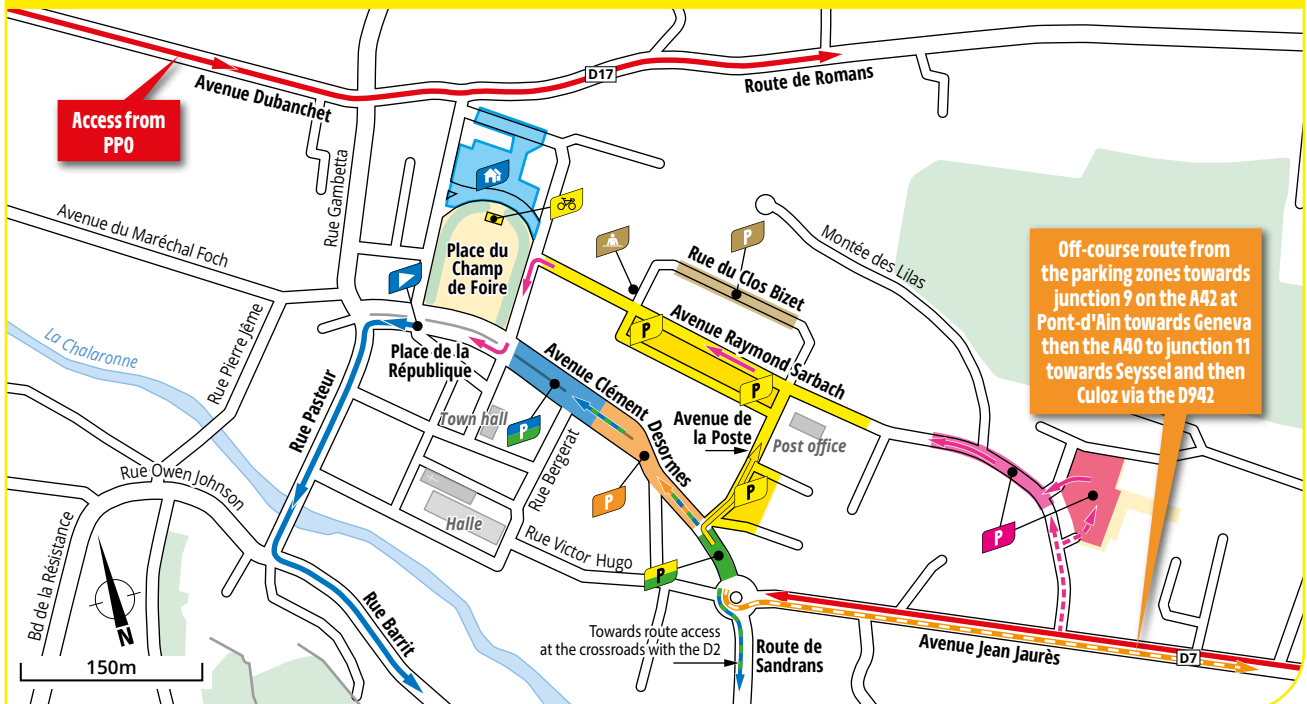 D17
Avenue Dubanchet
Route de Romans
Access from
PPO
Rue Gambetta
Avenue du Maréchal Foch
Place du
Champ
de Foire
P
Rue du Clos Bizet
Montée des Lilas
Off-course route from
the parking zones towards
junction 9 on the A42 at
Pont-d'Ain towards Geneva
then the A40 to junction 11
towards Seyssel and then
Culoz via the D942
La Chalaronne
Rue Pierre Jême
Place de la
République
P
Avenue Raymond Sarbach
P
Avenue Clément Desormes
Rue Pasteur
Town hall
P
Avenue de
la Poste
Post office
Rue Bergerat
Rue Owen Johnson
Halle
P
P
P
Rue Victor Hugo
P
Bd de la Résistance
N
Rue Barrit
Towards route access
at the crossroads with the D2
Route de
Sandrans
Avenue Jean Jaurès
D7
150m